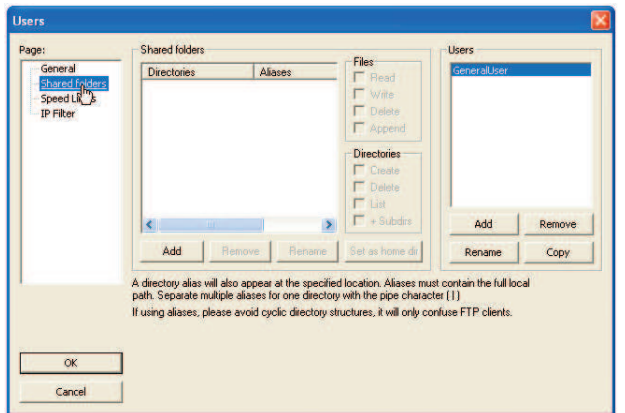 Users
Page:
General
Shared folders
Speed Li
IP Filter
Shared folders
Directories
Aliases
Files
Read
Write
Delete
Append
Directories
Create
Delete
List
+ Subdirs
Add
Remove
Rename
Set as home dir
Users
GeneralUser
Add
Remove
Rename
Copy
A directory alias will also appear at the specified location. Aliases must contain the full local
path. Separate multiple aliases for one directory with the pipe character ( | )
If using aliases, please avoid cyclic directory structures, it will only confuse FTP clients.
OK
Cancel